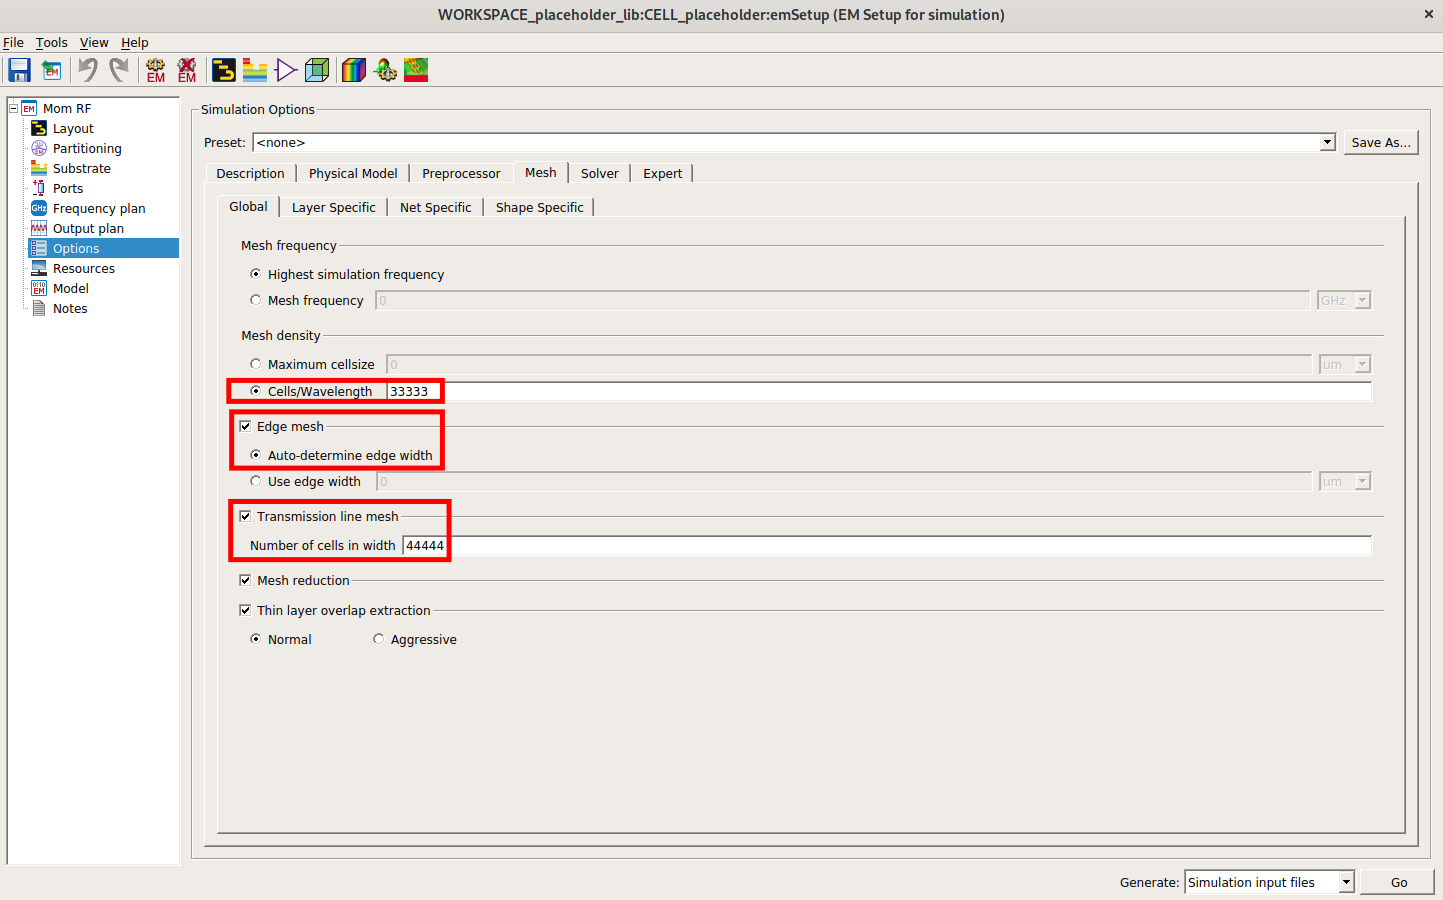 WORKSPACE_placeholder_lib:CELL_placeholder:emSetup (EM Setup for simulation)
File Tools View Help
EM EM EM
EM Mom RF
Layout
Partitioning
Substrate
Ports
GHz Frequency plan
Output plan
Options
Resources
0110 EM Model
Notes
Simulation Options
Preset: <none> Save As...
Description Physical Model Preprocessor Mesh Solver Expert
Global Layer Specific Net Specific Shape Specific
Mesh frequency
Highest simulation frequency
Mesh frequency 0 GHz
Mesh density
Maximum cellsize 0 um
Cells/Wavelength 33333
Edge mesh
Auto-determine edge width
Use edge width 0 um
Transmission line mesh
Number of cells in width 44444
Mesh reduction
Thin layer overlap extraction
Normal Aggressive
Generate: Simulation input files Go